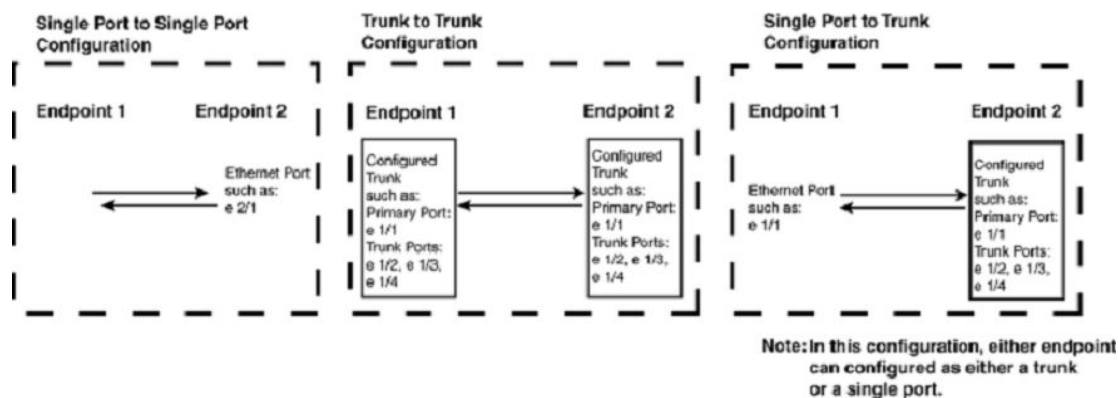 Single Port to Single Port
Configuration
Endpoint 1
Endpoint 2
Ethernet Port
such as:
e 2/1
Trunk to Trunk
Configuration
Endpoint 1
Endpoint 2
Configured
Trunk
such as:
Primary Port:
e 1/1
Trunk Ports:
e 1/2, e 1/3,
e 1/4
Configured
Trunk
such as:
Primary Port:
e 1/1
Trunk Ports:
e 1/2, e 1/3,
e 1/4
Single Port to Trunk
Configuration
Endpoint 1
Endpoint 2
Ethernet Port
such as:
e 1/1
Configured
Trunk
such as:
Primary Port:
e 1/1
Trunk Ports:
e 1/2, e 1/3,
e 1/4
Note: In this configuration, either endpoint
can configured as either a trunk
or a single port.